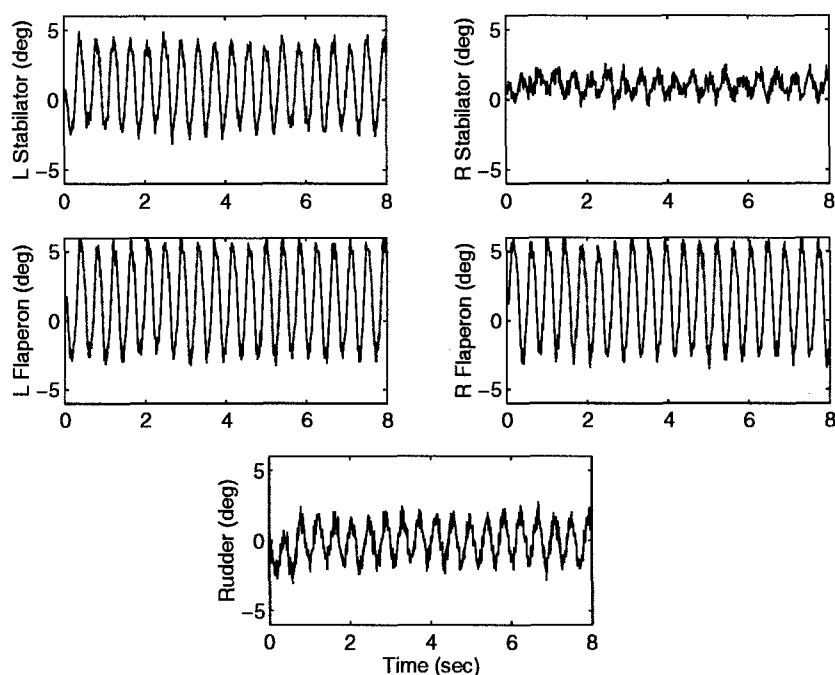 L Stabilator (deg)
5
0
−5
0 2 4 6 8
R Stabilator (deg)
5
0
−5
0 2 4 6 8
L Flaperon (deg)
5
0
−5
0 2 4 6 8
R Flaperon (deg)
5
0
−5
0 2 4 6 8
Rudder (deg)
5
0
−5
0 2 4 6 8
Time (sec)